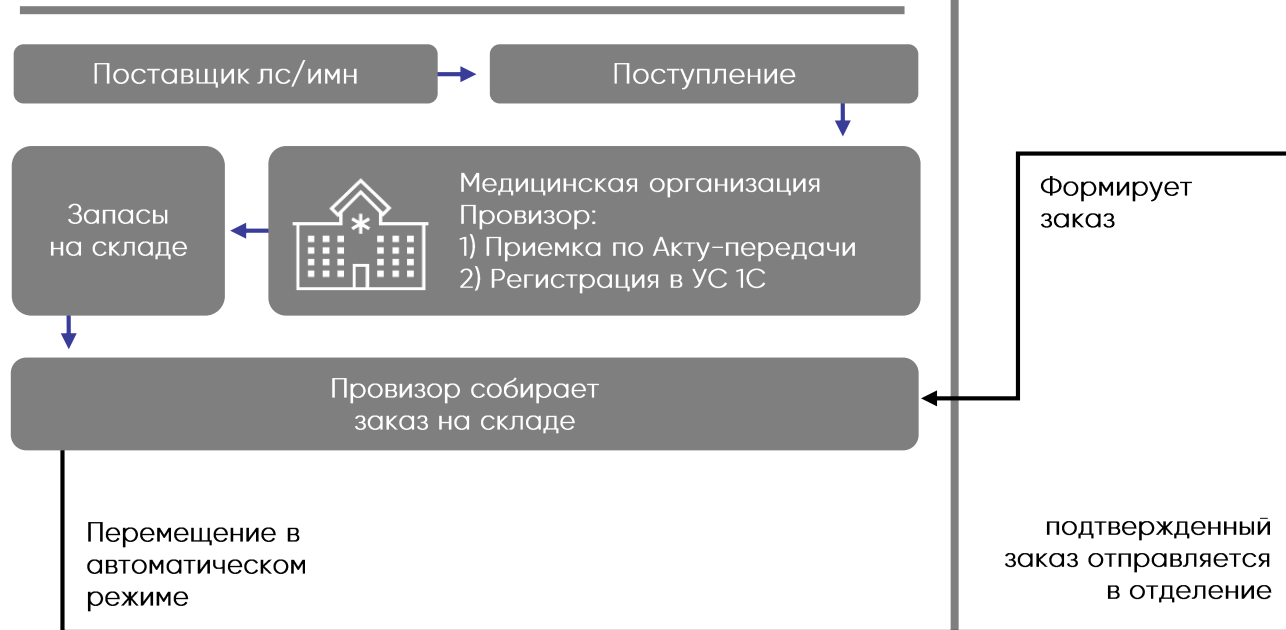 Поставщик лс/имн
Поступление
Запасы
на складе
Медицинская организация
Провизор:
1) Приемка по Акту-передачи
2) Регистрация в УС 1С
Формирует
заказ
Провизор собирает
заказ на складе
Перемещение в
автоматическом
режиме
подтвержденный
заказ отправляется
в отделение